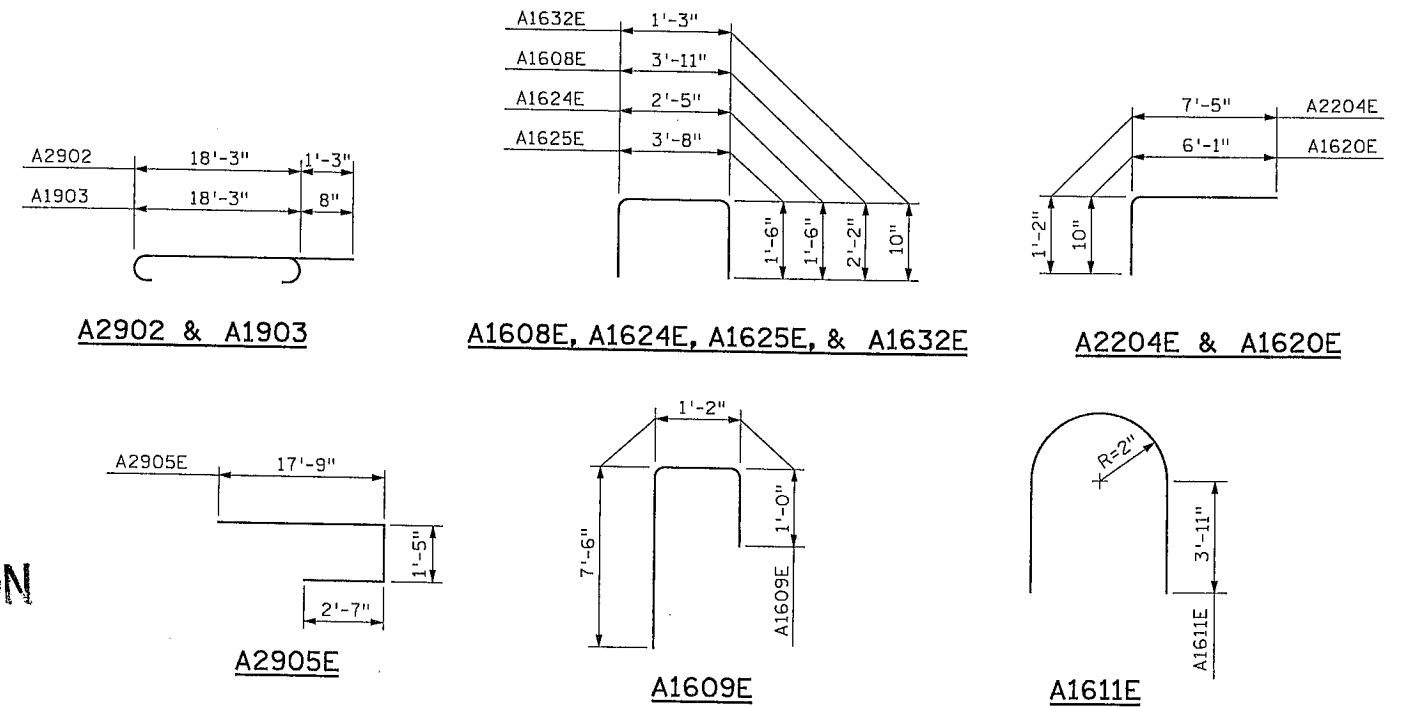 A1632E 1'-3"
A1608E 3'-11"
A1624E 2'-5"
A1625E 3'-8"
1'-6" 1'-6" 2'-2" 10"
A1608E, A1624E, A1625E, & A1632E
A2902 18'-3" 1'-3"
A1903 18'-3" 8"
A2902 & A1903
7'-5" A2204E
6'-1" A1620E
1'-2" 10"
A2204E & A1620E
A2905E 17'-9"
1'-5"
2'-7"
A2905E
1'-2"
7'-6"
1'-0"
A1609E
A1609E
R=2"
3'-11"
A1611E
A1611E
N